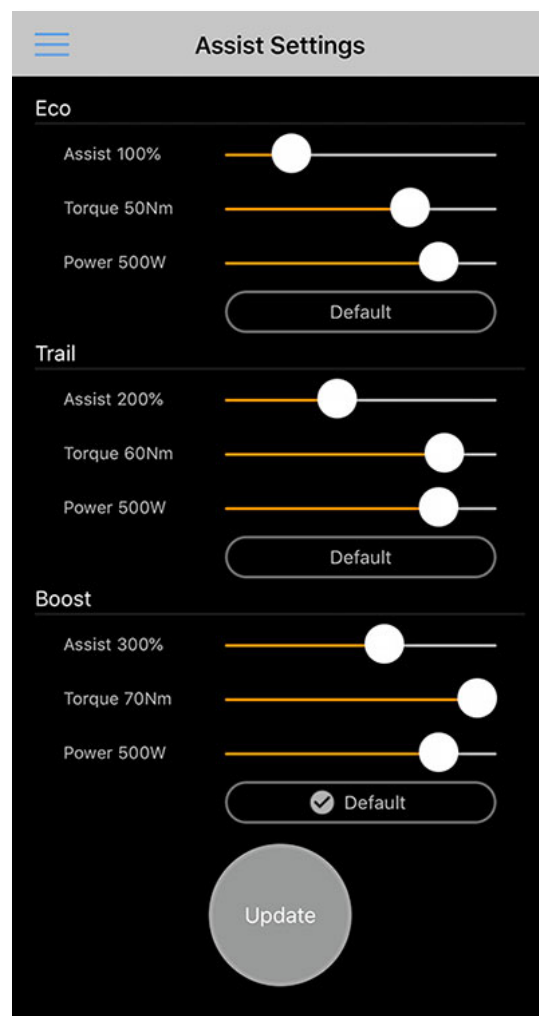 Assist Settings
Eco
Assist 100%
Torque 50Nm
Power 500W
Default
Trail
Assist 200%
Torque 60Nm
Power 500W
Default
Boost
Assist 300%
Torque 70Nm
Power 500W
Default
Update